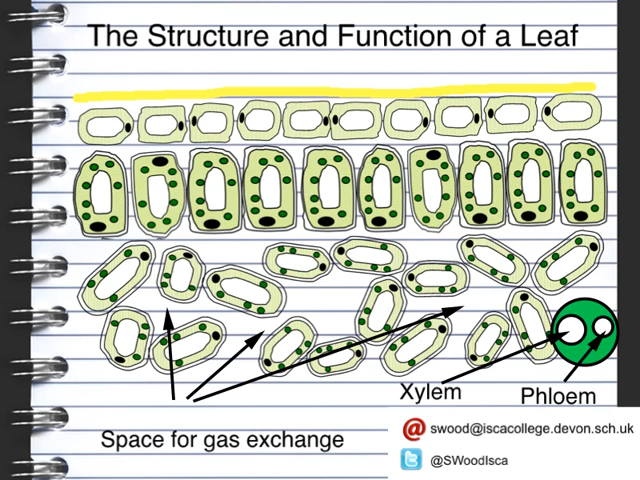 The Structure and Function of a Leaf
Xylem
Phloem
Space for gas exchange
@ swood@iscacollege.devon.sch.uk
@SWoodIsca